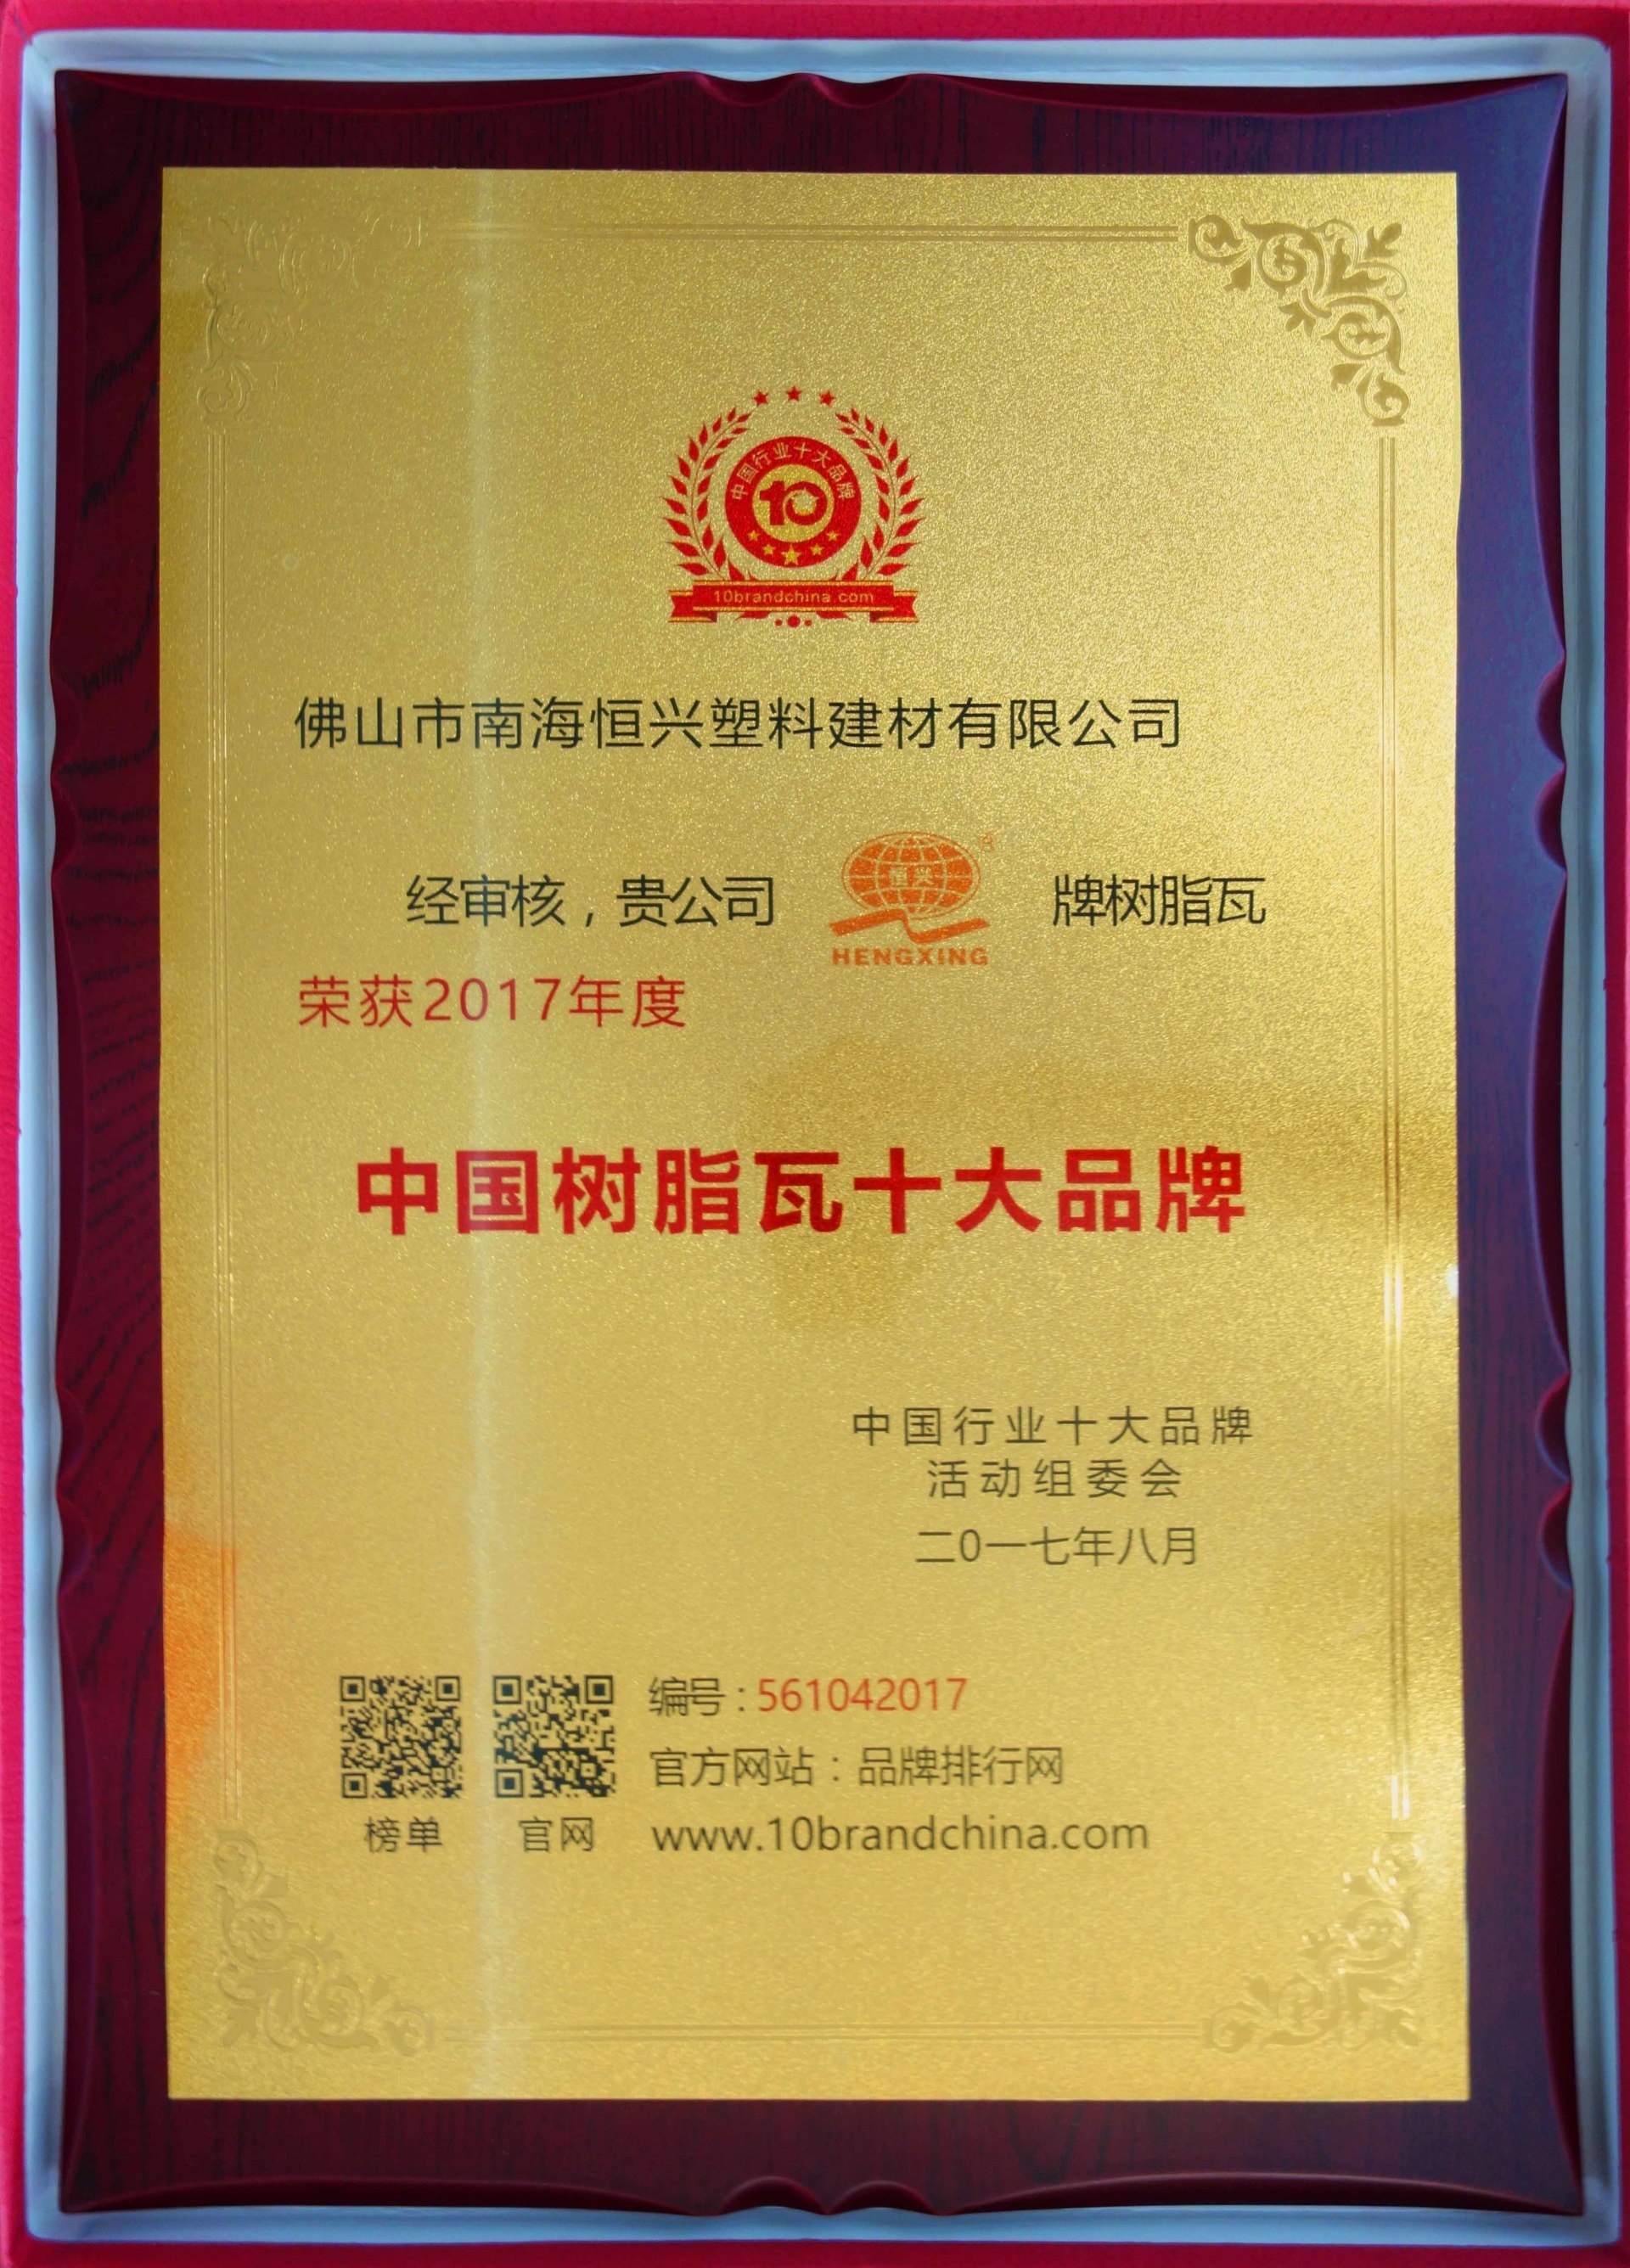 中国行业十大品牌
10
10brandchina.com
佛山市南海恒兴塑料建材有限公司
经审核，贵公司 恒兴 ® 牌树脂瓦
HENGXING
荣获2017年度
中国树脂瓦十大品牌
中国行业十大品牌
活动组委会
二0一七年八月
编号：561042017
官方网站：品牌排行网
榜单 官网 www.10brandchina.com